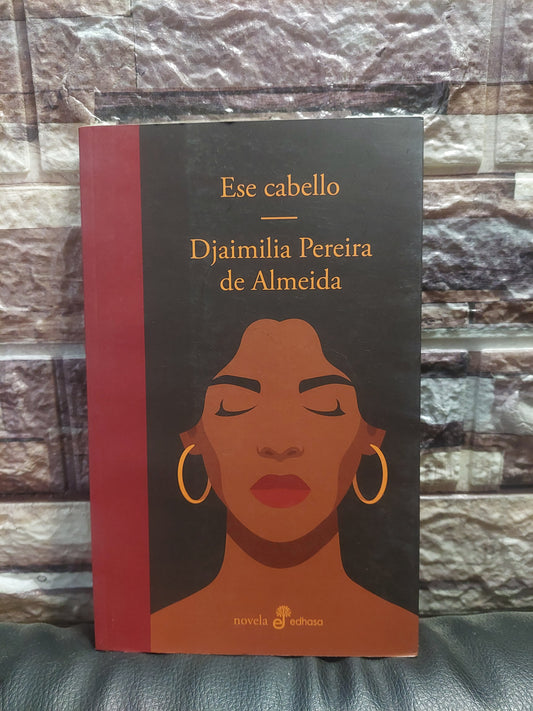 Ese cabello
Djaimilia Pereira
de Almeida
novela edhasa